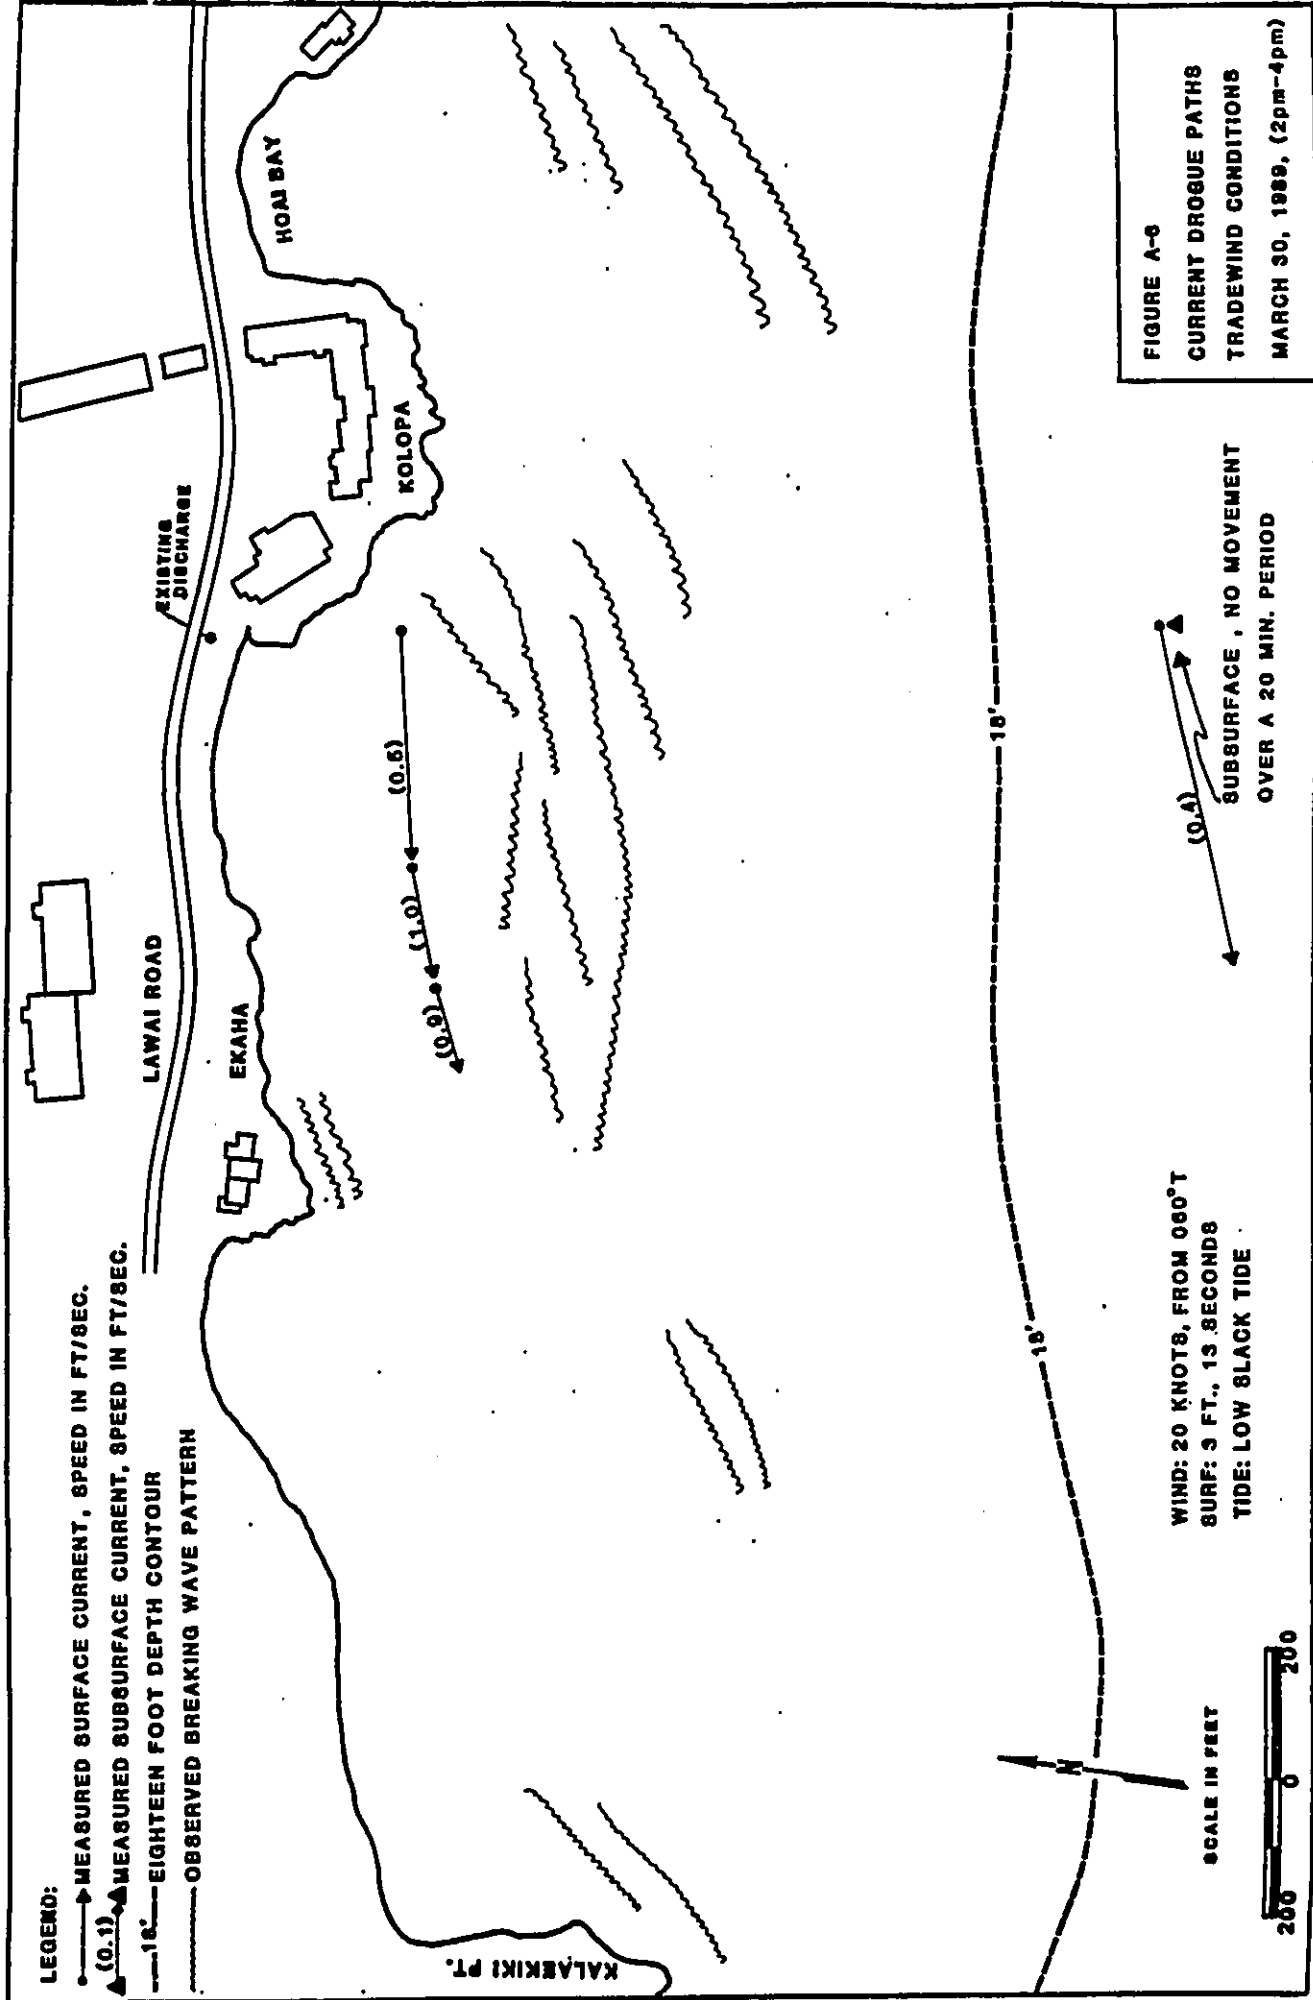 LEGEND:
MEASURED SURFACE CURRENT, SPEED IN FT/SEC.
(0.1)
MEASURED SUBSURFACE CURRENT, SPEED IN FT/SEC.
18'
EIGHTEEN FOOT DEPTH CONTOUR
OBSERVED BREAKING WAVE PATTERN
LAWAI ROAD
EXISTING
DISCHARGE
EKAHA
HOAI BAY
KOLOPA
KALAEKIKI PT.
(0.9)
(1.0)
(0.5)
18'
18'
(0.4)
SUBSURFACE, NO MOVEMENT
OVER A 20 MIN. PERIOD
WIND: 20 KNOTS, FROM 060°T
SURF: 3 FT., 13 SECONDS
TIDE: LOW SLACK TIDE
N
SCALE IN FEET
200 0 200
FIGURE A-6
CURRENT DROGUE PATHS
TRADEWIND CONDITIONS
MARCH 30, 1989, (2pm-4pm)